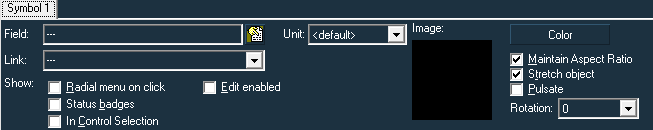 Symbol 1
Field: --- Unit: <default> Image: Color
Link: --- Maintain Aspect Ratio
Show: Radial menu on click Edit enabled Stretch object
Status badges Pulsate
In Control Selection Rotation: 0